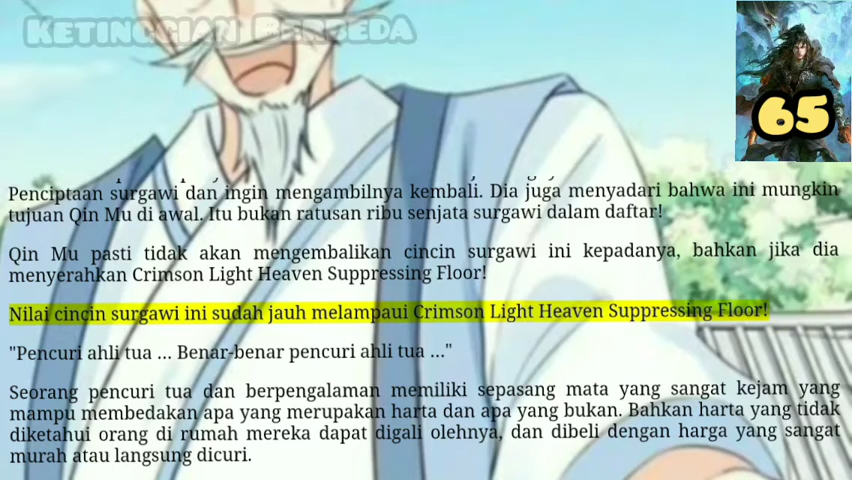 KETINGGIAN BERBEDA
65
Penciptaan surgawi dan ingin mengambilnya kembali. Dia juga menyadari bahwa ini mungkin
tujuan Qin Mu di awal. Itu bukan ratusan ribu senjata surgawi dalam daftar!
Qin Mu pasti tidak akan mengembalikan cincin surgawi ini kepadanya, bahkan jika dia
menyerahkan Crimson Light Heaven Suppressing Floor!
Nilai cincin surgawi ini sudah jauh melampaui Crimson Light Heaven Suppressing Floor!
"Pencuri ahli tua ... Benar-benar pencuri ahli tua ..."
Seorang pencuri tua dan berpengalaman memiliki sepasang mata yang sangat kejam yang
mampu membedakan apa yang merupakan harta dan apa yang bukan. Bahkan harta yang tidak
diketahui orang di rumah mereka dapat digali olehnya, dan dibeli dengan harga yang sangat
murah atau langsung dicuri.